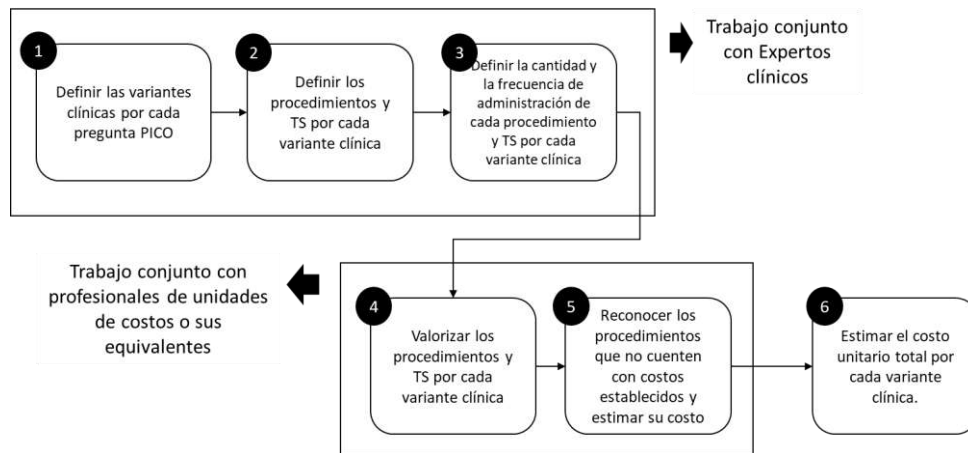 1
Definir las variantes
clínicas por cada
pregunta PICO
2
Definir los
procedimientos y
TS por cada
variante clínica
3
Definir la cantidad y
la frecuencia de
administración de
cada procedimiento
y TS por cada
variante clínica
Trabajo conjunto
con Expertos
clínicos
Trabajo conjunto con
profesionales de unidades
de costos o sus
equivalentes
4
Valorizar los
procedimientos y
TS por cada
variante clínica
5
Reconocer los
procedimientos
que no cuenten
con costos
establecidos y
estimar su costo
6
Estimar el costo
unitario total por
cada variante
clínica.